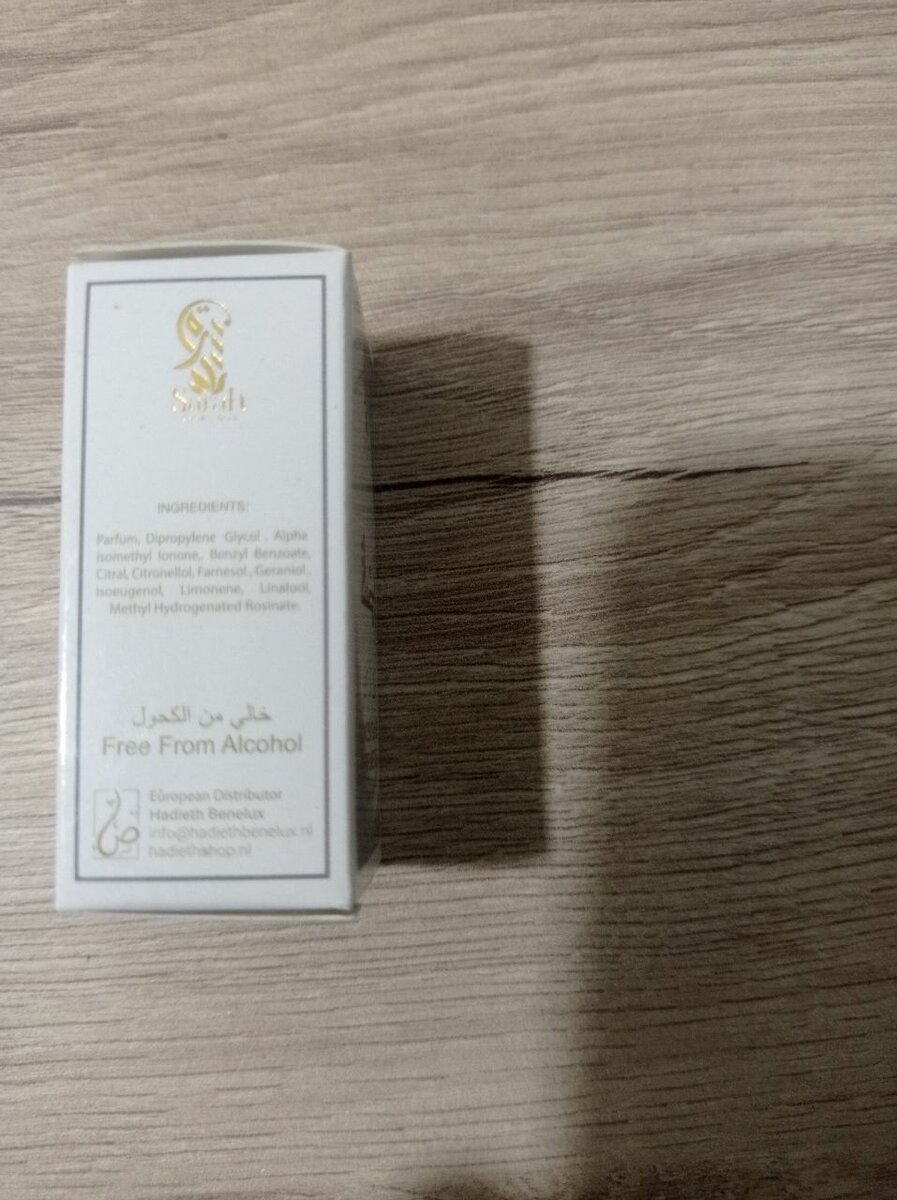 Sarah
INGREDIENTS:
Parfum, Dipropylene Glycol , Alpha
isomethyl Ionone,. Benzyl Benzoate,
Citral, Citronellol, Farnesol , Geraniol ,
Isoeugenol, Limonene, Linalool,
Methyl Hydrogenated Rosinate.
خالي من الكحول
Free From Alcohol
European Distributor
Hadieth Benelux
info@hadiethbenelux.nl
hadiethshop.nl